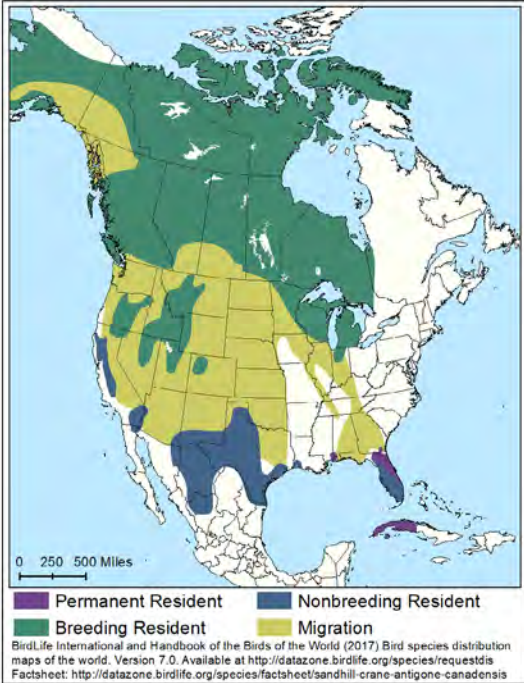 0 250 500 Miles
Permanent Resident Nonbreeding Resident
Breeding Resident Migration
BirdLife International and Handbook of the Birds of the World (2017) Bird species distribution
maps of the world. Version 7.0. Available at http://datazone.birdlife.org/species/requestdis
Factsheet: http://datazone.birdlife.org/species/factsheet/sandhill-crane-antigone-canadensis